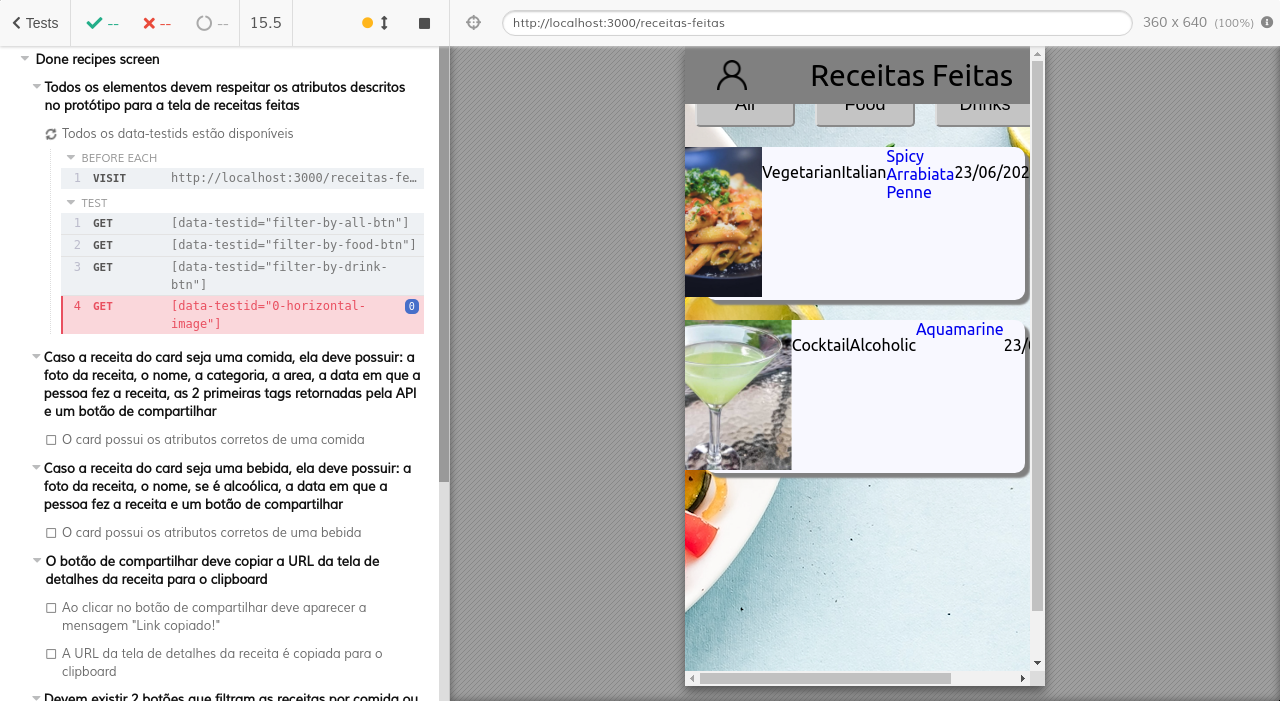 Tests
--
--
--
15.5
http://localhost:3000/receitas-feitas
360 x 640 (100%)
Done recipes screen
Todos os elementos devem respeitar os atributos descritos
no protótipo para a tela de receitas feitas
Todos os data-testids estão disponíveis
BEFORE EACH
1 VISIT http://localhost:3000/receitas-fe…
TEST
1 GET [data-testid="filter-by-all-btn"]
2 GET [data-testid="filter-by-food-btn"]
3 GET [data-testid="filter-by-drink-
btn"]
4 GET [data-testid="0-horizontal- 0
image"]
Caso a receita do card seja uma comida, ela deve possuir: a
foto da receita, o nome, a categoria, a area, a data em que a
pessoa fez a receita, as 2 primeiras tags retornadas pela API
e um botão de compartilhar
O card possui os atributos corretos de uma comida
Caso a receita do card seja uma bebida, ela deve possuir: a
foto da receita, o nome, se é alcoólica, a data em que a
pessoa fez a receita e um botão de compartilhar
O card possui os atributos corretos de uma bebida
O botão de compartilhar deve copiar a URL da tela de
detalhes da receita para o clipboard
Ao clicar no botão de compartilhar deve aparecer a
mensagem "Link copiado!"
A URL da tela de detalhes da receita é copiada para o
clipboard
Devem existir 2 botões que filtram as receitas por comida ou
Receitas Feitas
All Food Drinks
VegetarianItalian
Spicy
Arrabiata
Penne
23/06/202
CocktailAlcoholic
Aquamarine
23/